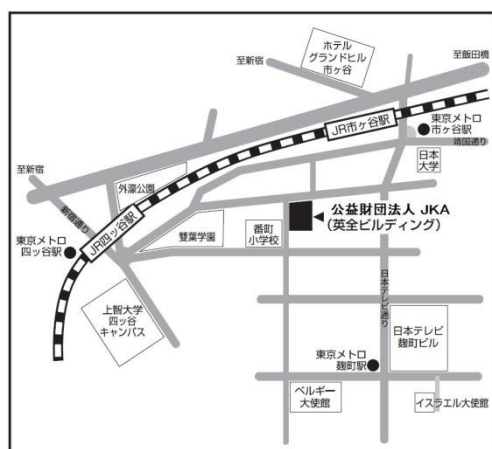 ホテル
グランドヒル
市ヶ谷
至新宿
至飯田橋
JR市ヶ谷駅
東京メトロ
市ヶ谷駅
靖国通り
日本
大学
至新宿
外濠公園
新宿通り
JR四ッ谷駅
東京メトロ
四ッ谷駅
雙葉学園
番町
小学校
公益財団法人 JKA
(英全ビルディング)
上智大学
四ッ谷
キャンパス
日本テレビ通り
日本テレビ
麹町ビル
東京メトロ
麹町駅
ベルギー
大使館
イスラエル大使館